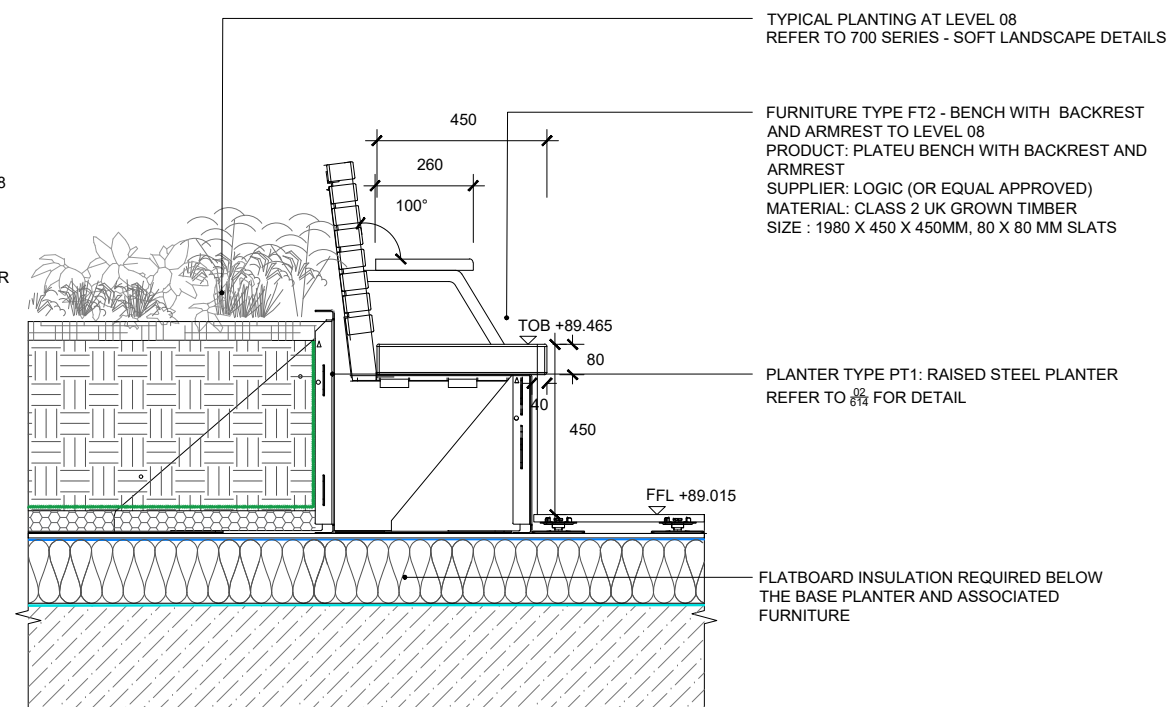 TYPICAL PLANTING AT LEVEL 08
REFER TO 700 SERIES - SOFT LANDSCAPE DETAILS
450
FURNITURE TYPE FT2 - BENCH WITH BACKREST
AND ARMREST TO LEVEL 08
PRODUCT: PLATEU BENCH WITH BACKREST AND
ARMREST
SUPPLIER: LOGIC (OR EQUAL APPROVED)
MATERIAL: CLASS 2 UK GROWN TIMBER
SIZE : 1980 X 450 X 450MM, 80 X 80 MM SLATS
260
8
100°
R
TOB +89.465
80
PLANTER TYPE PT1: RAISED STEEL PLANTER
REFER TO 02/614 FOR DETAIL
40
450
FFL +89.015
FLATBOARD INSULATION REQUIRED BELOW
THE BASE PLANTER AND ASSOCIATED
FURNITURE